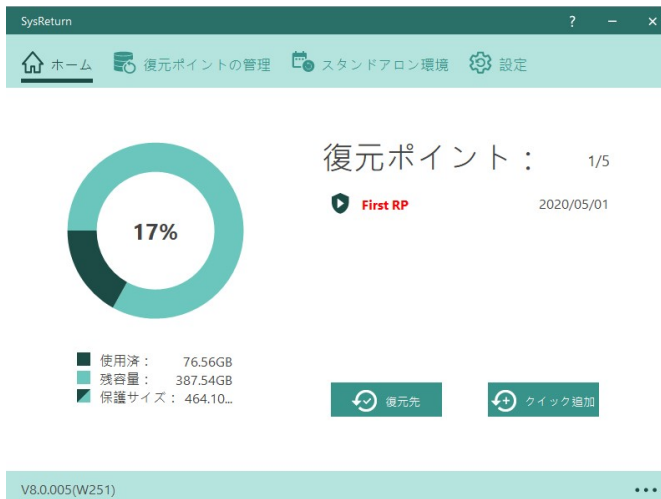 SysReturn
ホーム 復元ポイントの管理 スタンドアロン環境 設定
復元ポイント： 1/5
First RP 2020/05/01
17%
使用済： 76.56GB
残容量： 387.54GB
保護サイズ： 464.10...
復元先 クイック追加
V8.0.005(W251)